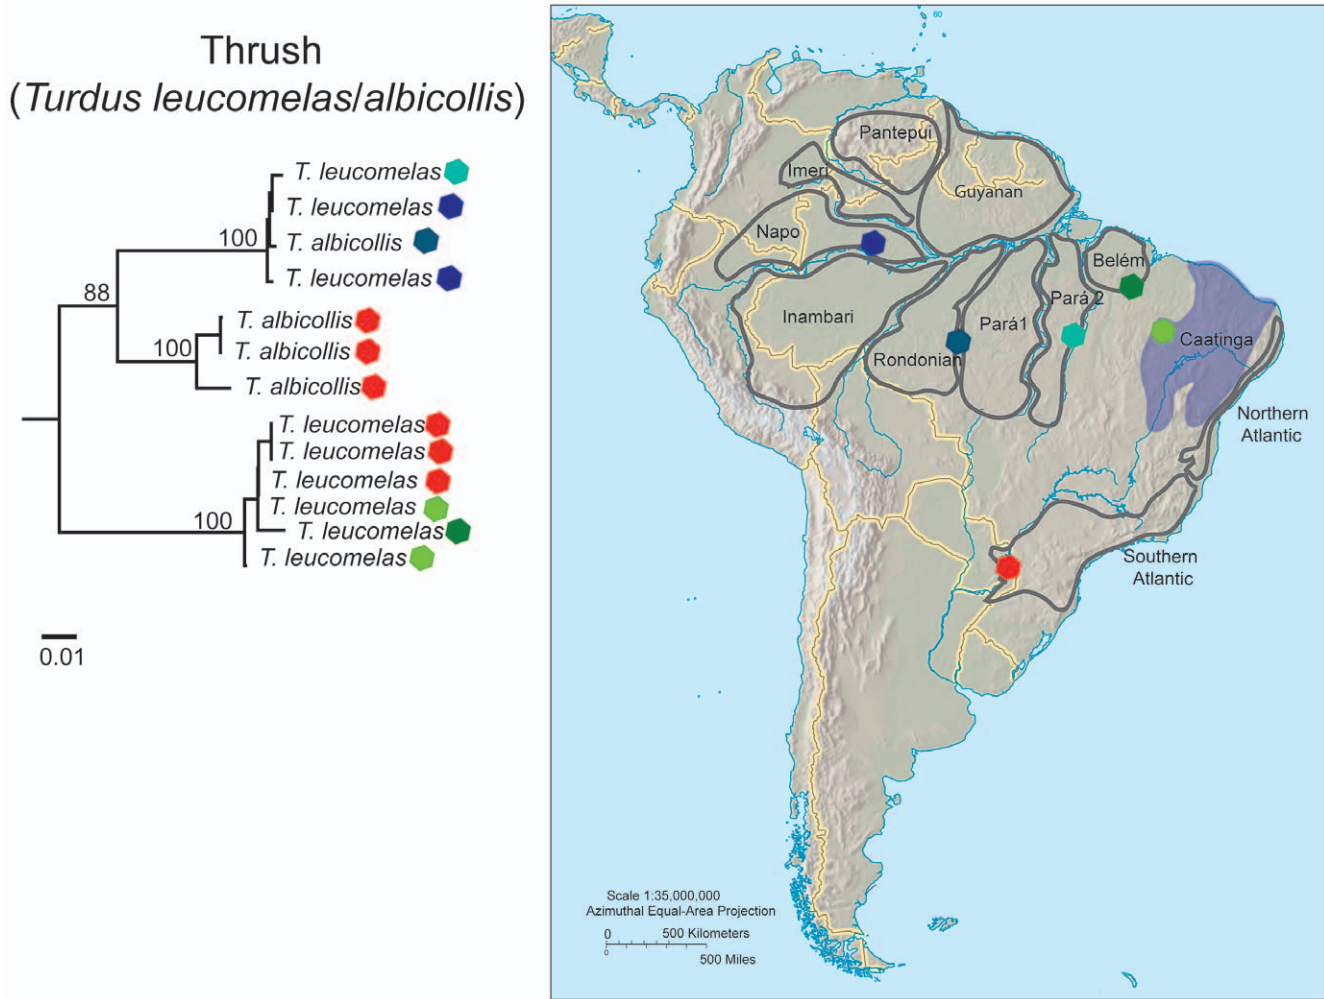 Thrush
(Turdus leucomelas/albicollis)
T. leucomelas
T. leucomelas
100
T. albicollis
T. leucomelas
88
T. albicollis
100
T. albicollis
T. albicollis
T. leucomelas
T. leucomelas
T. leucomelas
T. leucomelas
100
T. leucomelas
T. leucomelas
0.01
60
Pantepui
Imeri
Guyanan
Napo
Belém
Pará 2
Inambari
Pará1
Rondonian
Caatinga
Northern
Atlantic
Southern
Atlantic
Scale 1:35,000,000
Azimuthal Equal-Area Projection
0 500 Kilometers
0
500 Miles